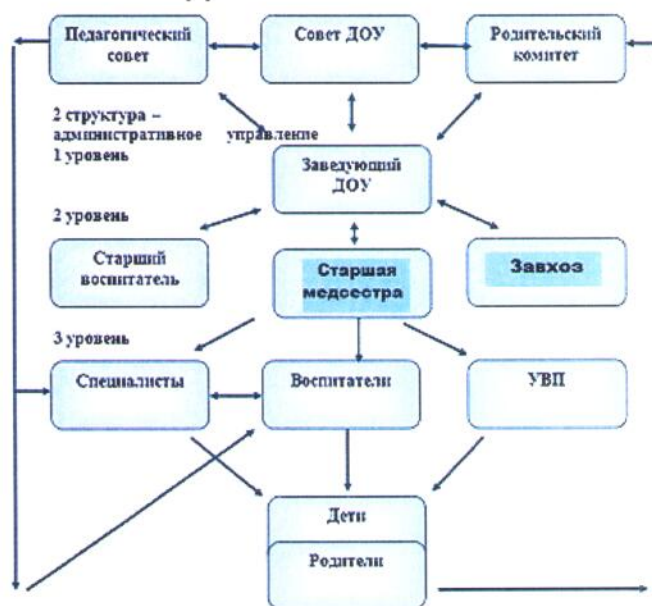 Педагогический
совет
Совет ДОУ
Родительский
комитет
2 структура –
административное управление
1 уровень
Заведующий
ДОУ
2 уровень
Старший
воспитатель
Старшая
медсестра
Завхоз
3 уровень
Специалисты
Воспитатели
УВП
Дети
Родители